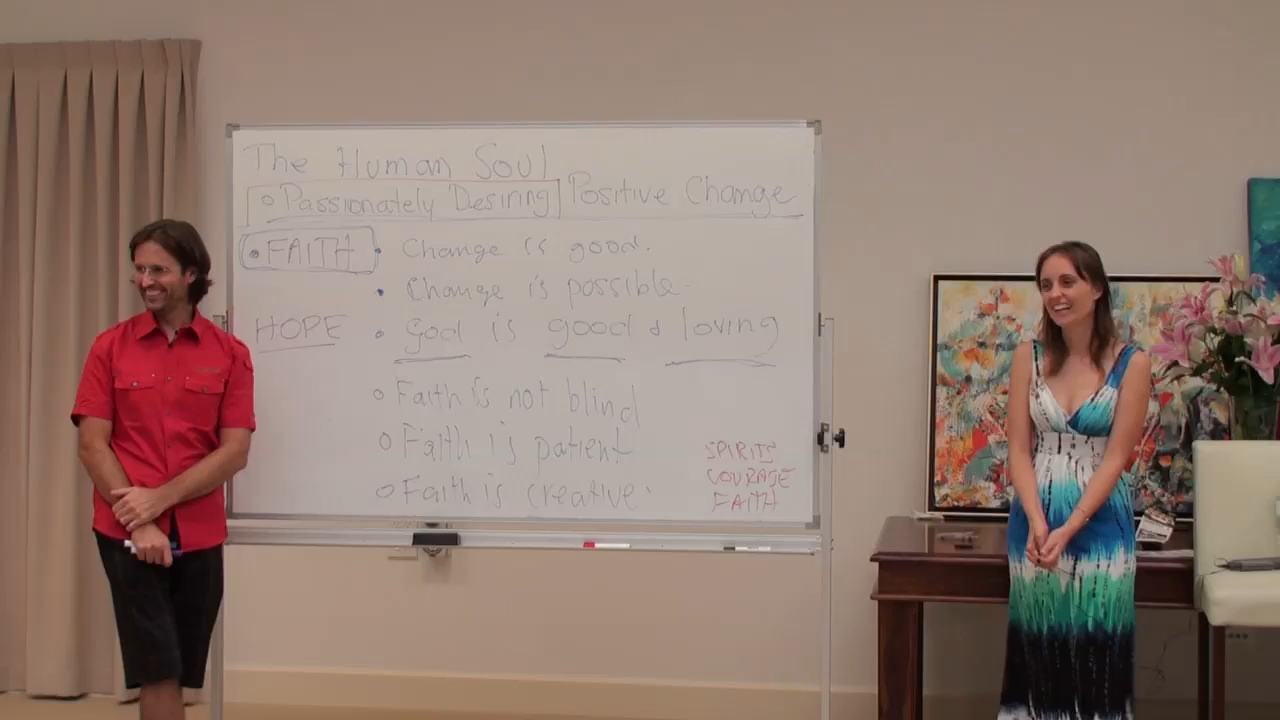 The Human Soul
• Passionately Desiring Positive Change
• FAITH • Change is good.
• Change is possible.
HOPE • God is good & loving
• Faith is not blind
• Faith is patient
• Faith is creative.
SPIRITS
COURAGE
FAITH